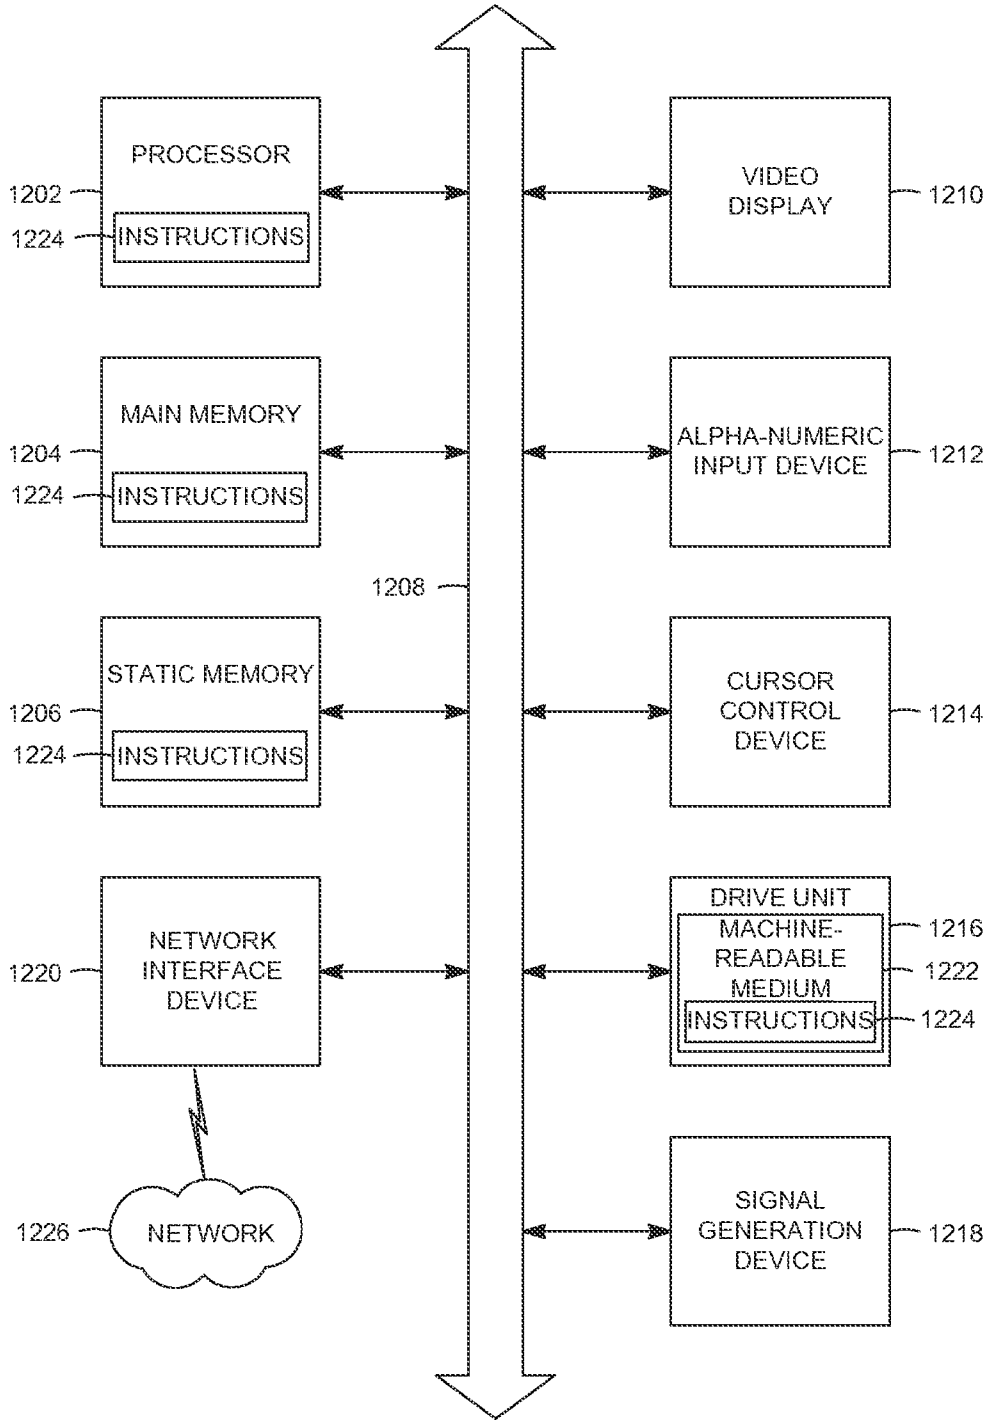 PROCESSOR
1202
1224
INSTRUCTIONS
MAIN MEMORY
1204
1224
INSTRUCTIONS
1208
STATIC MEMORY
1206
1224
INSTRUCTIONS
NETWORK
INTERFACE
DEVICE
1220
1226
NETWORK
VIDEO
DISPLAY
1210
ALPHA-NUMERIC
INPUT DEVICE
1212
CURSOR
CONTROL
DEVICE
1214
DRIVE UNIT
1216
MACHINE-
READABLE
MEDIUM
1222
INSTRUCTIONS
1224
SIGNAL
GENERATION
DEVICE
1218